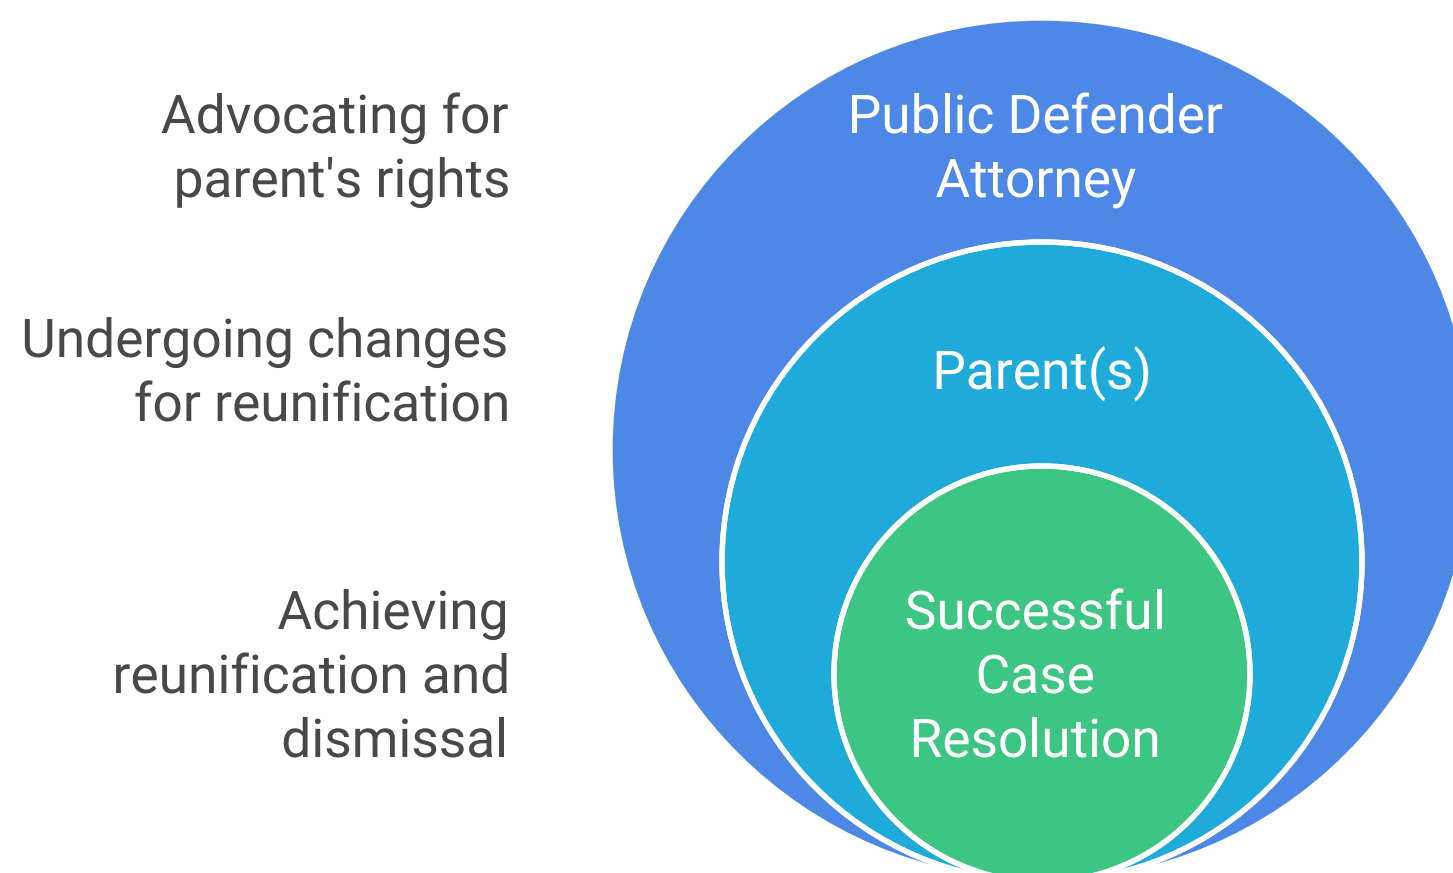 Advocating for
parent's rights
Public Defender
Attorney
Undergoing changes
for reunification
Parent(s)
Achieving
reunification and
dismissal
Successful
Case
Resolution